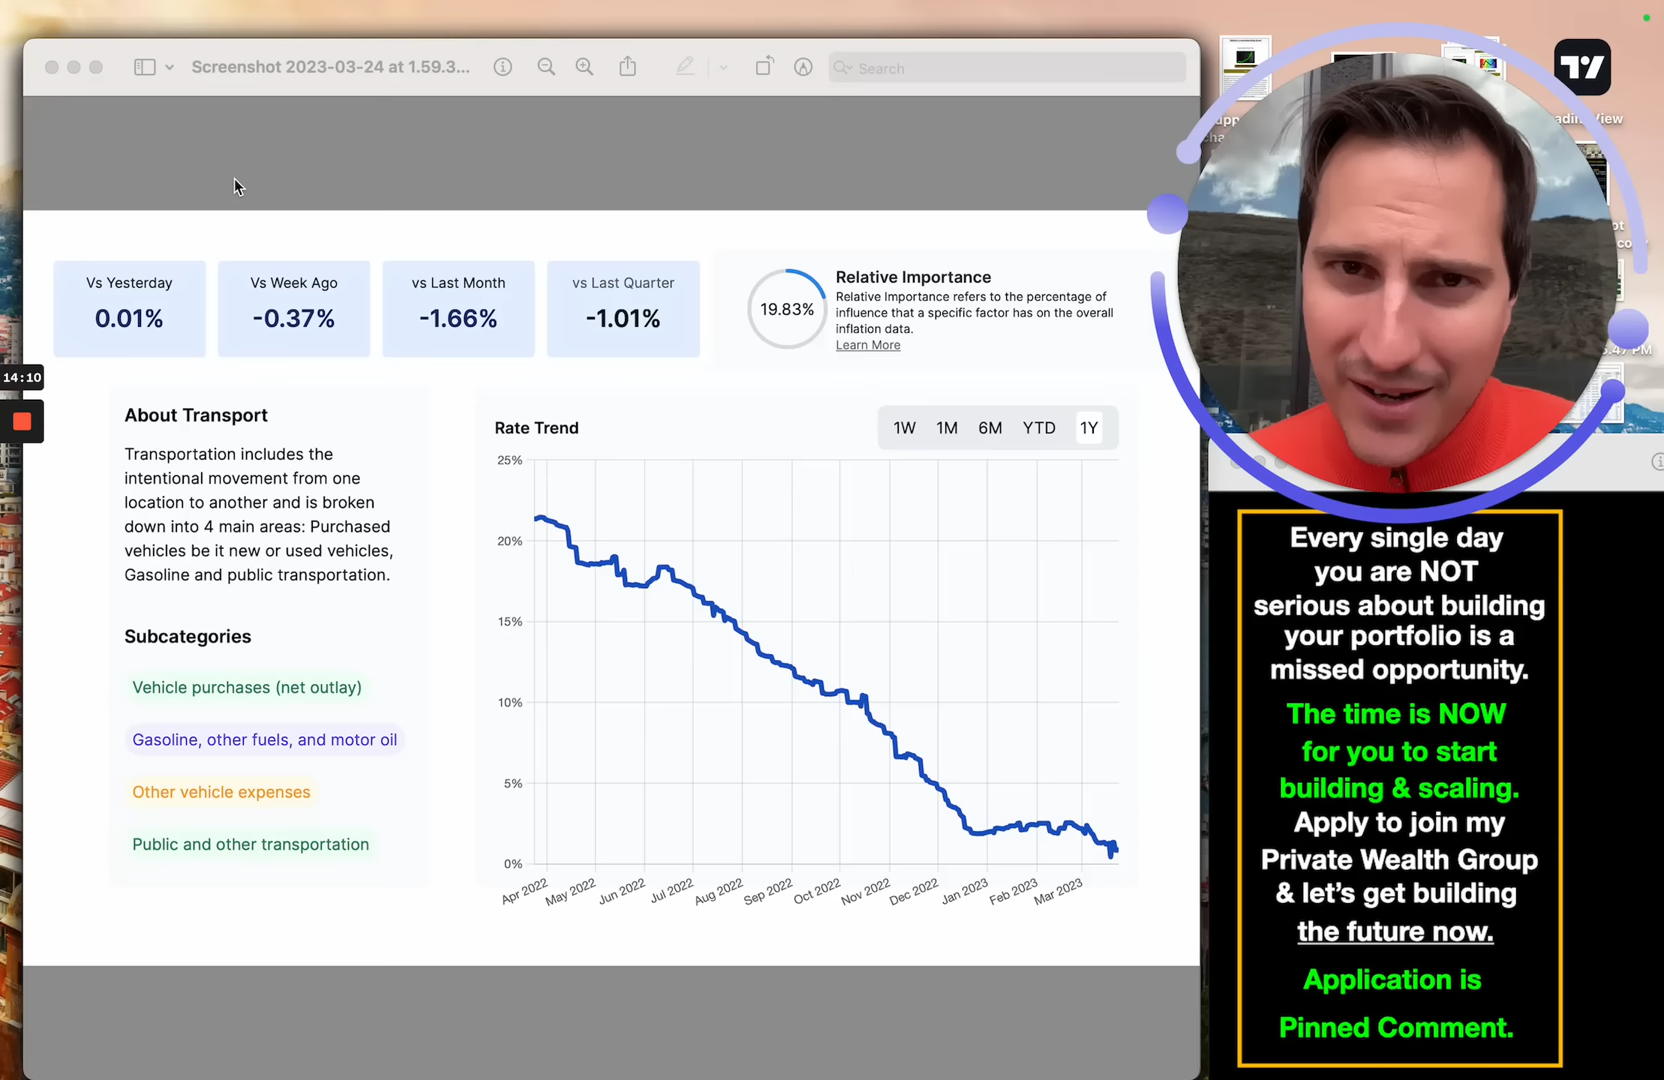 Screenshot 2023-03-24 at 1.59.3...
Search
Vs Yesterday
0.01%
Vs Week Ago
-0.37%
vs Last Month
-1.66%
vs Last Quarter
-1.01%
19.83%
Relative Importance
Relative Importance refers to the percentage of
influence that a specific factor has on the overall
inflation data.
Learn More
14:10
About Transport
Transportation includes the
intentional movement from one
location to another and is broken
down into 4 main areas: Purchased
vehicles be it new or used vehicles,
Gasoline and public transportation.
Subcategories
Vehicle purchases (net outlay)
Gasoline, other fuels, and motor oil
Other vehicle expenses
Public and other transportation
Rate Trend
1W 1M 6M YTD 1Y
25%
20%
15%
10%
5%
0%
Apr 2022 May 2022 Jun 2022 Jul 2022 Aug 2022 Sep 2022 Oct 2022 Nov 2022 Dec 2022 Jan 2023 Feb 2023 Mar 2023
Every single day
you are NOT
serious about building
your portfolio is a
missed opportunity.
The time is NOW
for you to start
building & scaling.
Apply to join my
Private Wealth Group
& let's get building
the future now.
Application is
Pinned Comment.